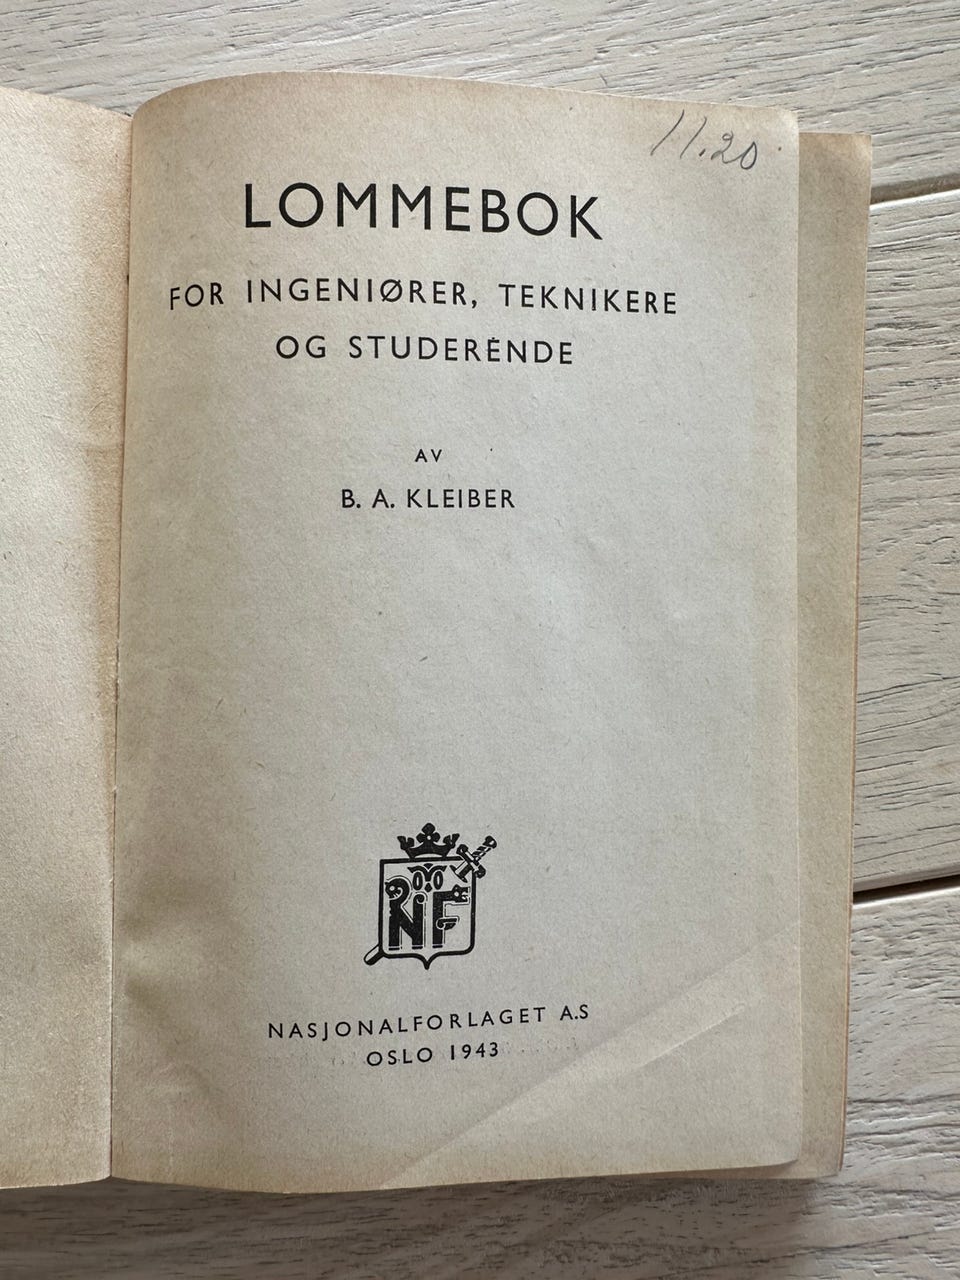 11.20
LOMMEBOK
FOR INGENIØRER, TEKNIKERE
OG STUDERENDE
AV
B. A. KLEIBER
NF
NASJONALFORLAGET A.S
OSLO 1943